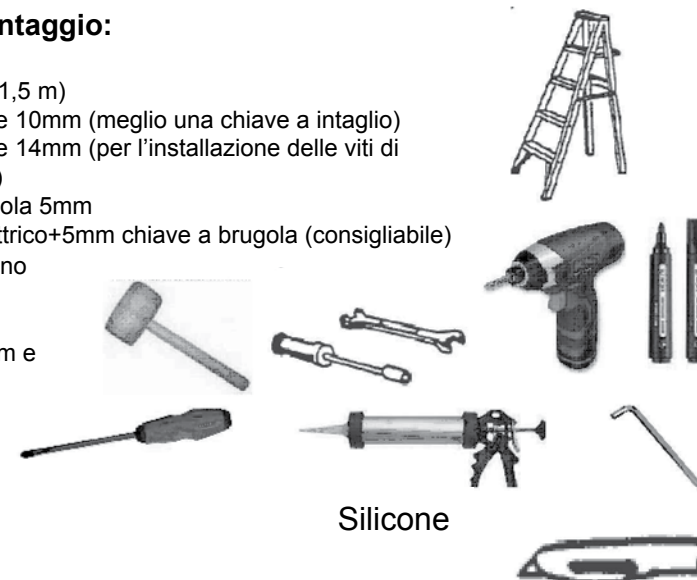 ntaggio:
1,5 m)
e 10mm (meglio una chiave a intaglio)
e 14mm (per l'installazione delle viti di
)
ola 5mm
ttrico+5mm chiave a brugola (consigliabile)
no
m e
Silicone